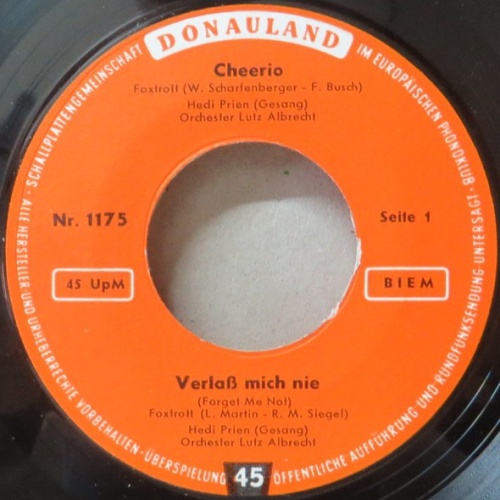 DONAULAND
SCHALLPLATTENGEMEINSCHAFT
IM EUROPÄISCHEN PHONOKLUB
Cheerio
Foxtrott (W. Scharfenberger - F. Busch)
Hedi Prien (Gesang)
Orchester Lutz Albrecht
Nr. 1175
Seite 1
45 UpM
BIEM
Verlaß mich nie
(Forget Me Not)
Foxtrott (L. Martin - R. M. Siegel)
Hedi Prien (Gesang)
Orchester Lutz Albrecht
ALLE HERSTELLER- UND URHEBERRECHTE VORBEHALTEN · ÜBERSPIELUNG
45
ÖFFENTLICHE AUFFÜHRUNG UND RUNDFUNKSENDUNG UNTERSAGT